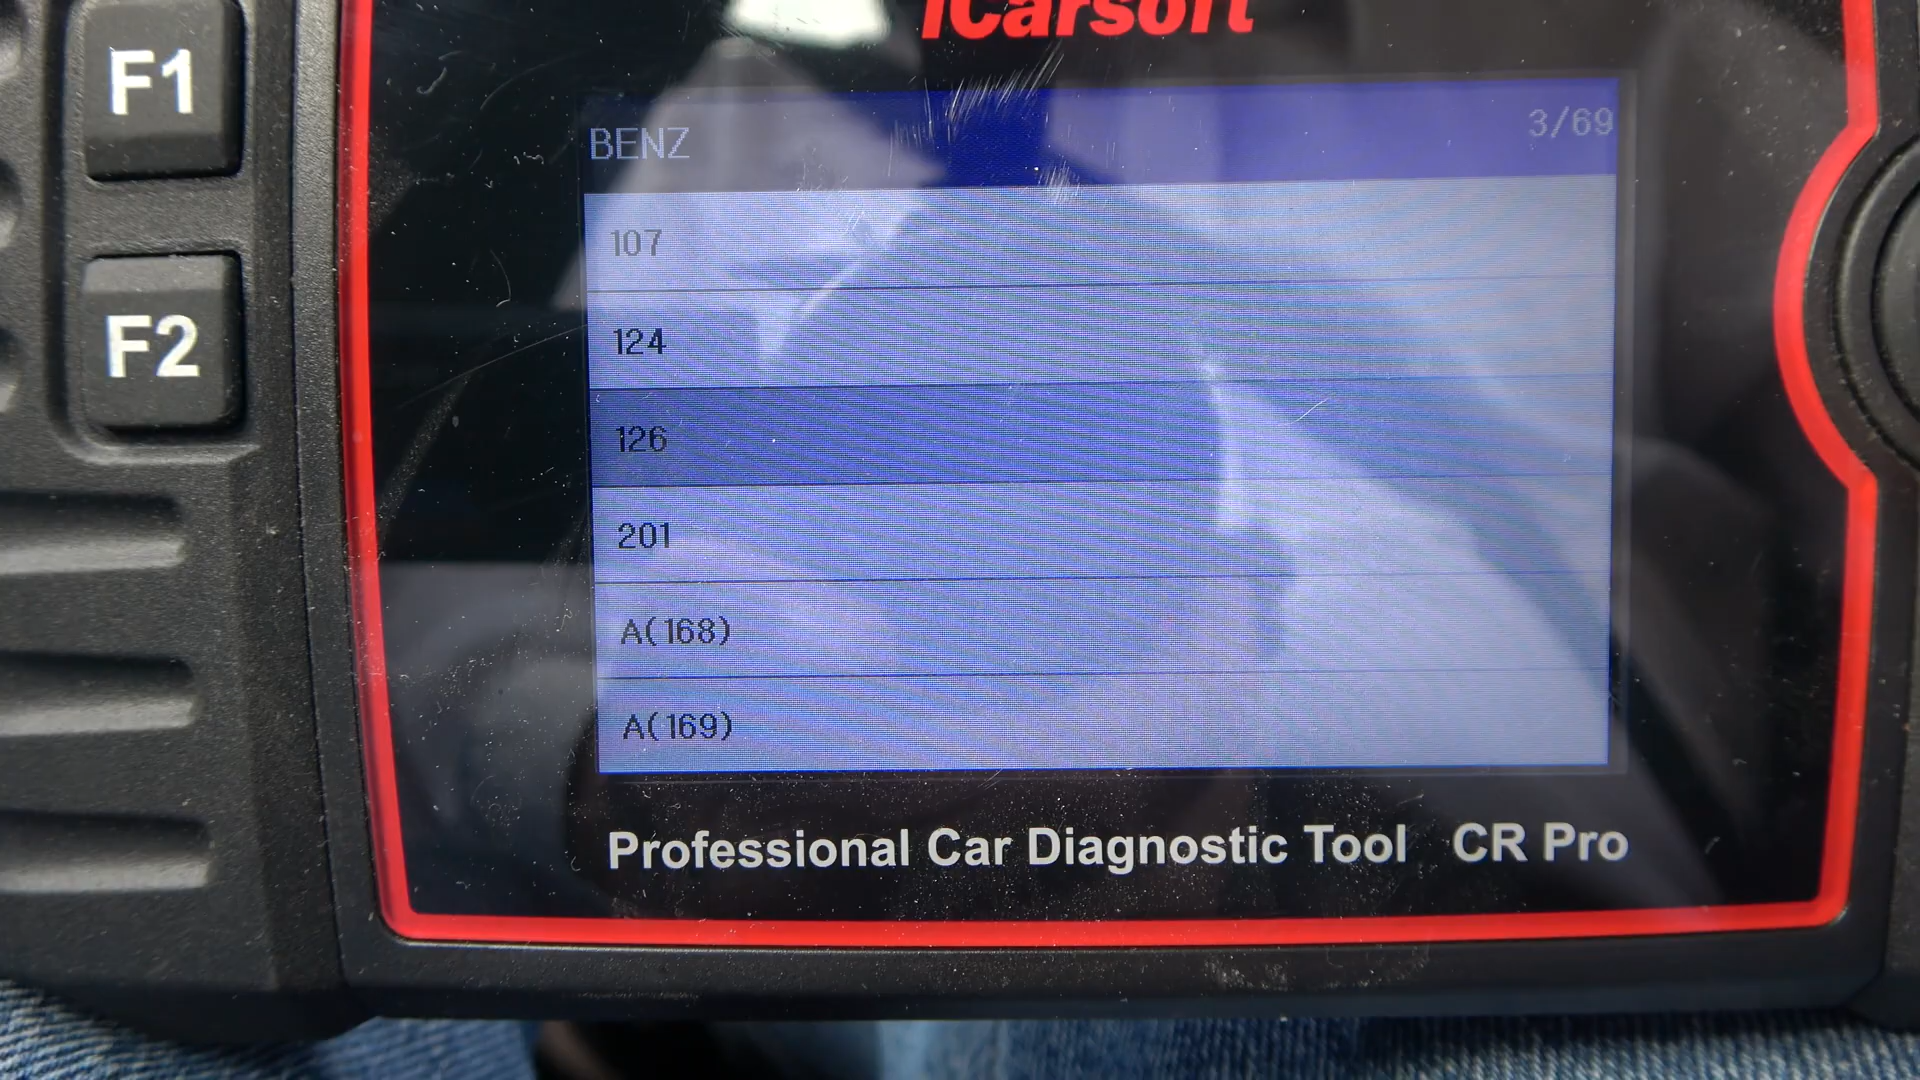 iCarsoft
F1
BENZ 3/69
107
124
F2
126
201
A(168)
A(169)
Professional Car Diagnostic Tool CR Pro